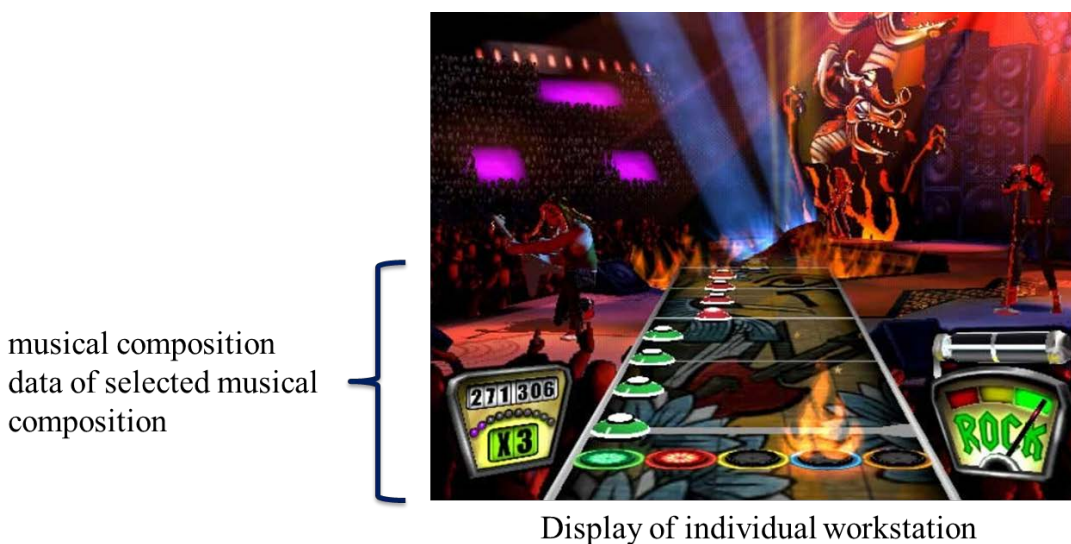 musical composition
data of selected musical
composition
271306
X3
ROCK
Display of individual workstation